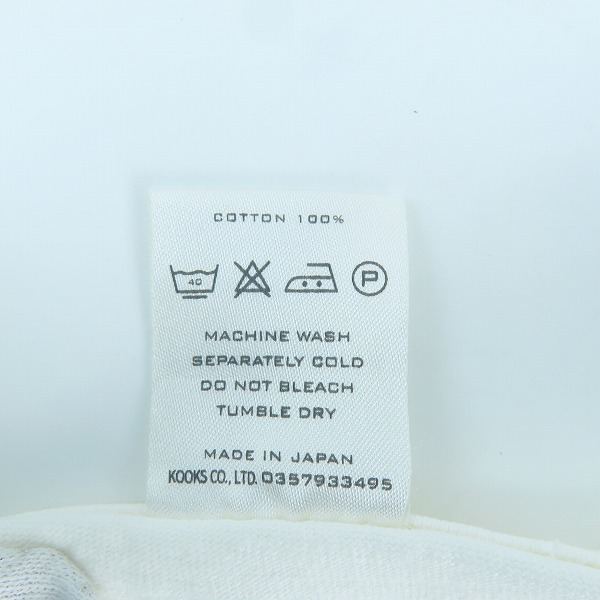 COTTON 100%
40 P
MACHINE WASH
SEPARATELY COLD
DO NOT BLEACH
TUMBLE DRY
MADE IN JAPAN
KOOKS CO., LTD. 0357933495